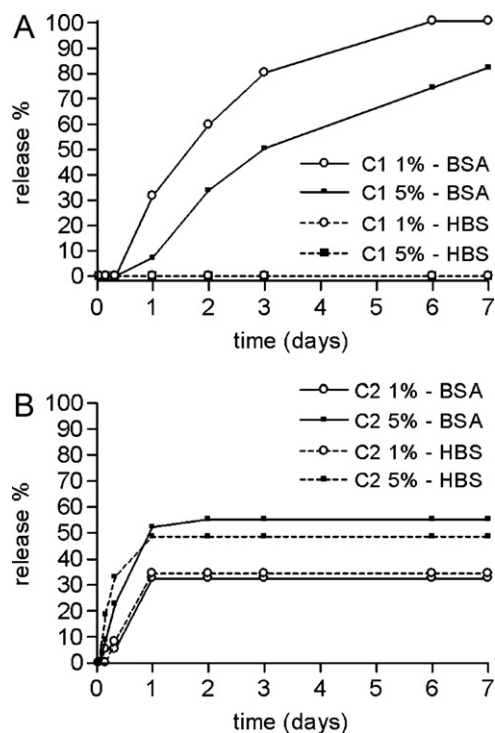 A
100
90
80
70
60
50
40
30
20
10
0
release %
C1 1% - BSA
C1 5% - BSA
C1 1% - HBS
C1 5% - HBS
0 1 2 3 4 5 6 7
time (days)
B
100
90
80
70
60
50
40
30
20
10
0
release %
C2 1% - BSA
C2 5% - BSA
C2 1% - HBS
C2 5% - HBS
0 1 2 3 4 5 6 7
time (days)